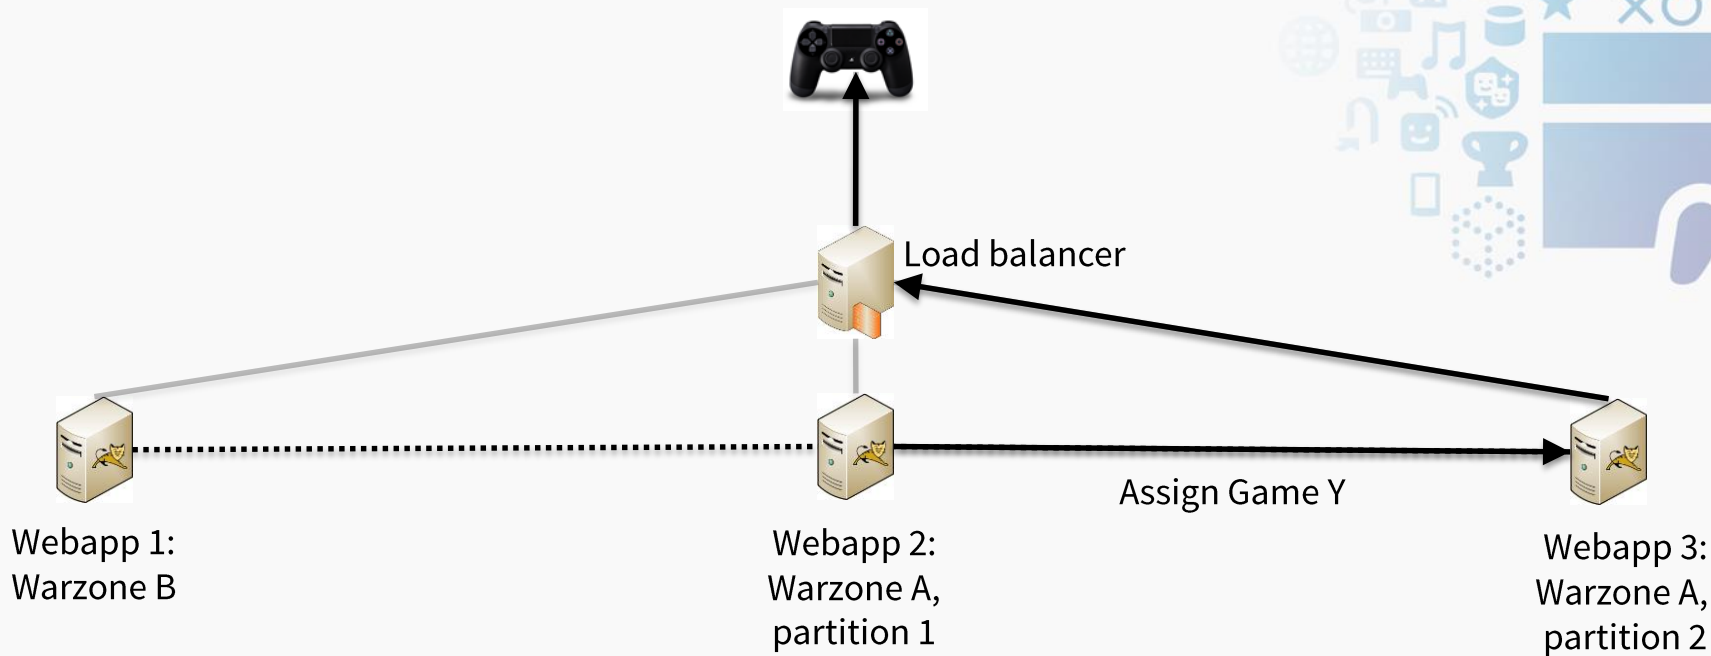 Load balancer
Assign Game Y
Webapp 1:
Warzone B
Webapp 2:
Warzone A,
partition 1
Webapp 3:
Warzone A,
partition 2